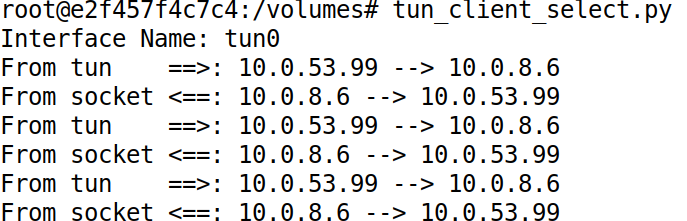 root@e2f457f4c7c4:/volumes# tun_client_select.py
Interface Name: tun0
From tun    ==>: 10.0.53.99 --> 10.0.8.6
From socket <==: 10.0.8.6 --> 10.0.53.99
From tun    ==>: 10.0.53.99 --> 10.0.8.6
From socket <==: 10.0.8.6 --> 10.0.53.99
From tun    ==>: 10.0.53.99 --> 10.0.8.6
From socket <==: 10.0.8.6 --> 10.0.53.99